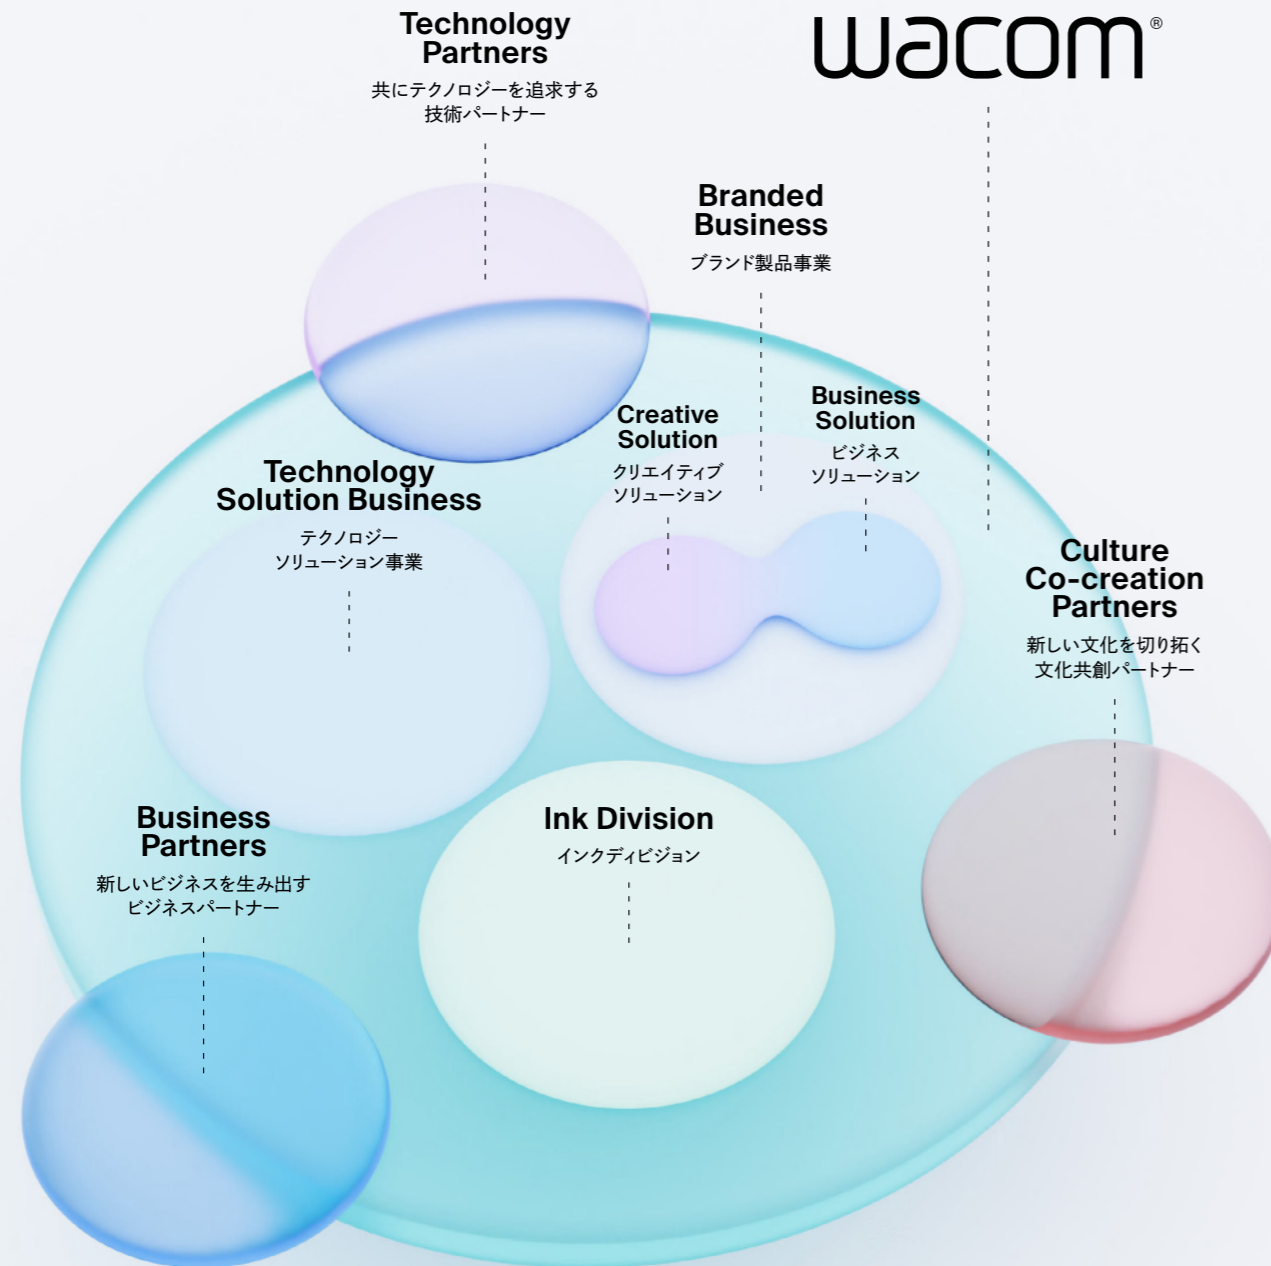 Technology
Partners
共にテクノロジーを追求する
技術パートナー
wacom®
Branded
Business
ブランド製品事業
Creative
Solution
クリエイティブ
ソリューション
Business
Solution
ビジネス
ソリューション
Technology
Solution Business
テクノロジー
ソリューション事業
Culture
Co-creation
Partners
新しい文化を切り拓く
文化共創パートナー
Business
Partners
新しいビジネスを生み出す
ビジネスパートナー
Ink Division
インクディビジョン